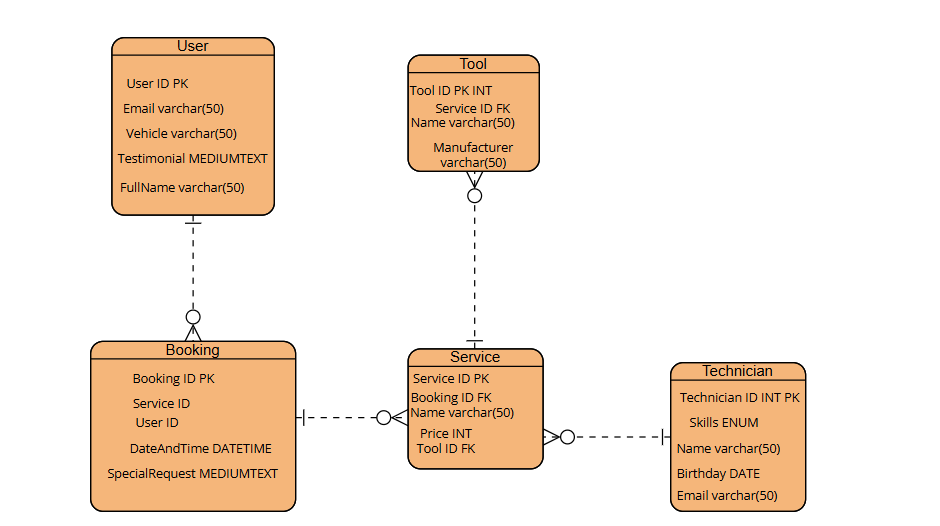 User
User ID PK
Email varchar(50)
Vehicle varchar(50)
Testimonial MEDIUMTEXT
FullName varchar(50)
Tool
Tool ID PK INT
Service ID FK
Name varchar(50)
Manufacturer
varchar(50)
Booking
Booking ID PK
Service ID
User ID
DateAndTime DATETIME
SpecialRequest MEDIUMTEXT
Service
Service ID PK
Booking ID FK
Name varchar(50)
Price INT
Tool ID FK
Technician
Technician ID INT PK
Skills ENUM
Name varchar(50)
Birthday DATE
Email varchar(50)